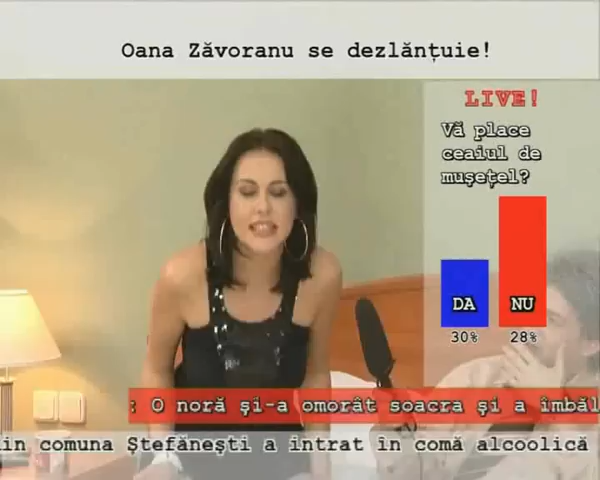 Oana Zăvoranu se dezlănțuie!
LIVE!
Vă place
ceaiul de
mușețel?
DA NU
30% 28%
: O noră și-a omorât soacra și a îmbăl
in comuna Ștefănești a intrat în comă alcoolică